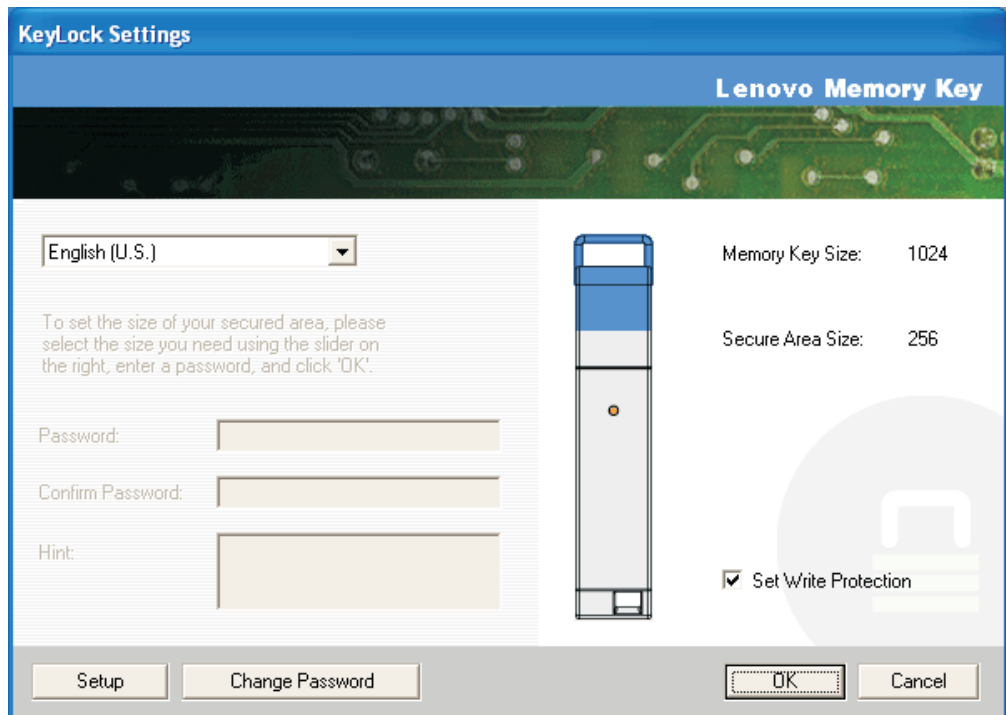 KeyLock Settings
Lenovo Memory Key
English (U.S.)
To set the size of your secured area, please
select the size you need using the slider on
the right, enter a password, and click 'OK'.
Password:
Confirm Password:
Hint:
Memory Key Size: 1024
Secure Area Size: 256
Set Write Protection
Setup
Change Password
OK
Cancel